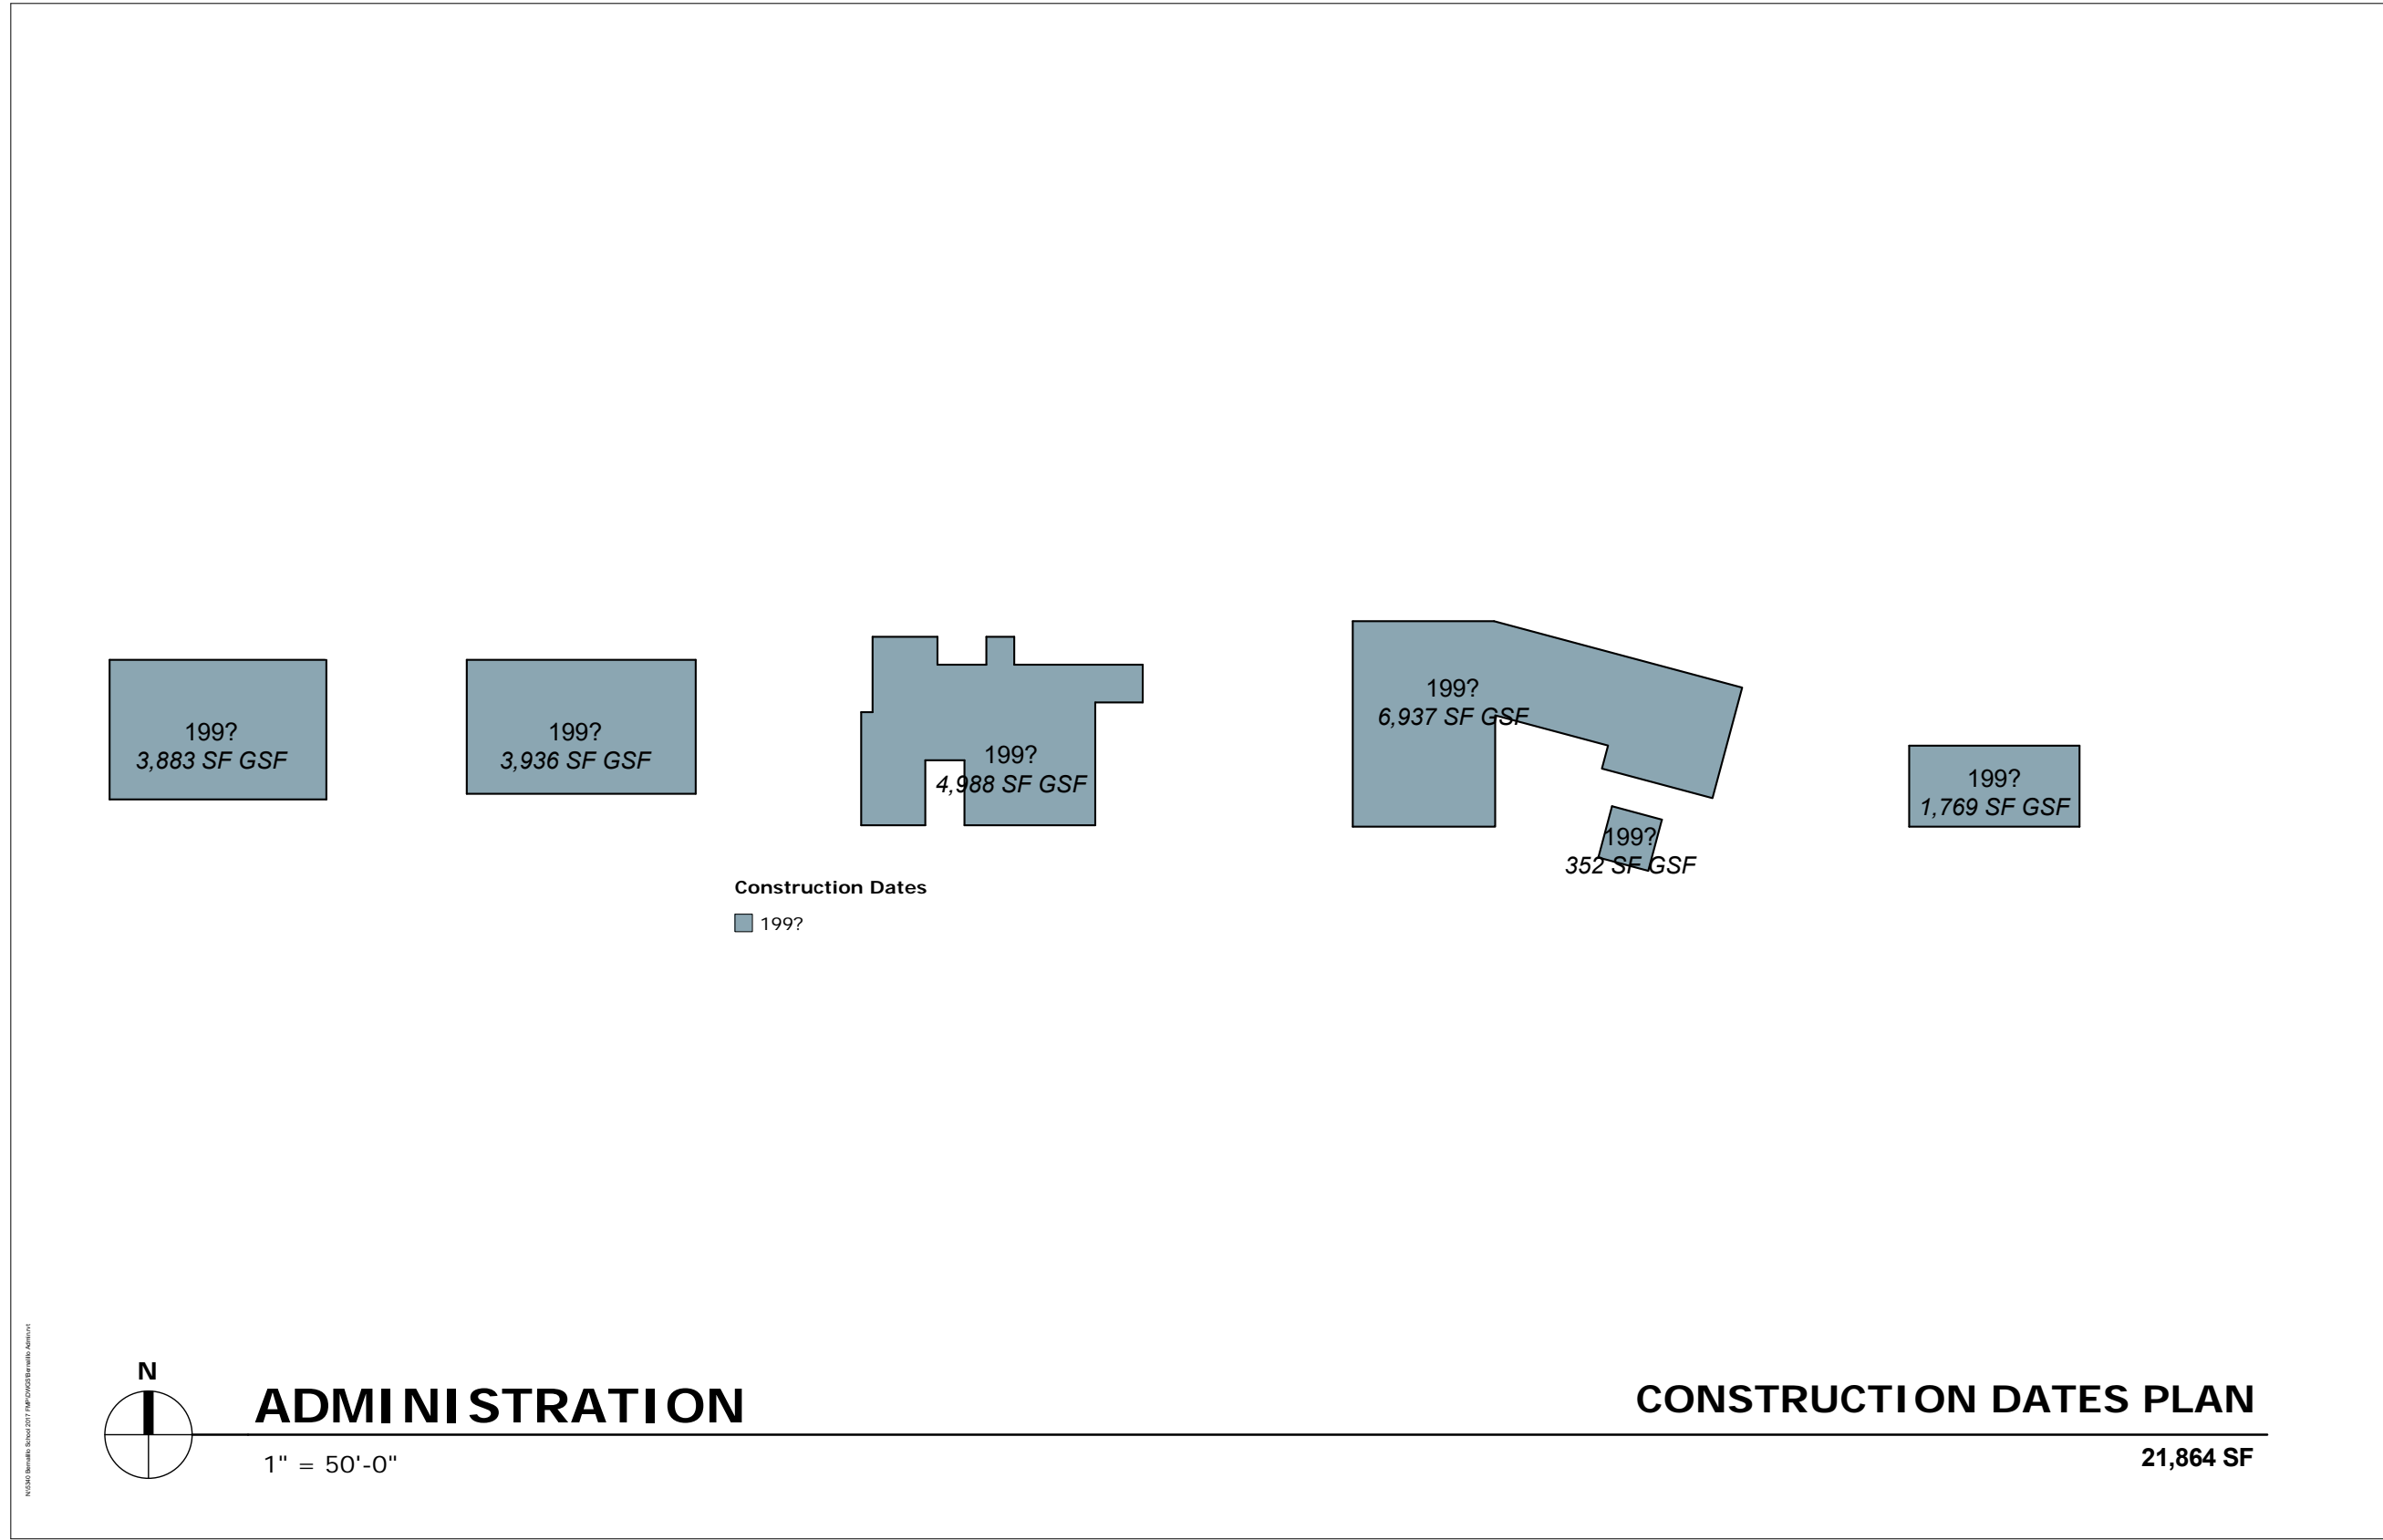 199?
3,883 SF GSF
199?
3,936 SF GSF
199?
4,988 SF GSF
199?
6,937 SF GSF
199?
352 SF GSF
199?
1,769 SF GSF
Construction Dates
199?
N
ADMINISTRATION
1" = 50'-0"
CONSTRUCTION DATES PLAN
21,864 SF